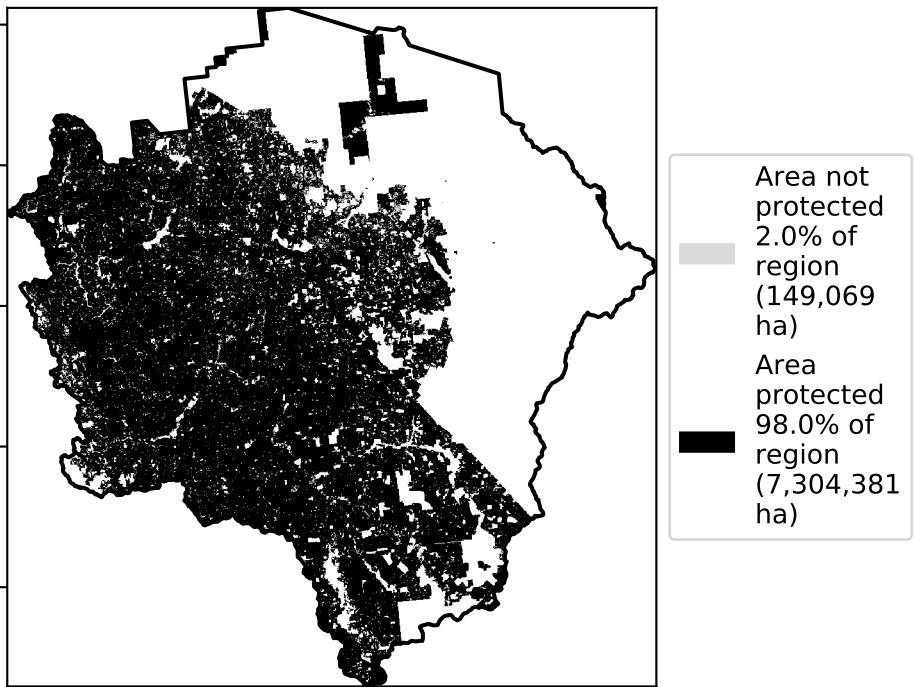 Area not
protected
2.0% of
region
(149,069
ha)
Area
protected
98.0% of
region
(7,304,381
ha)